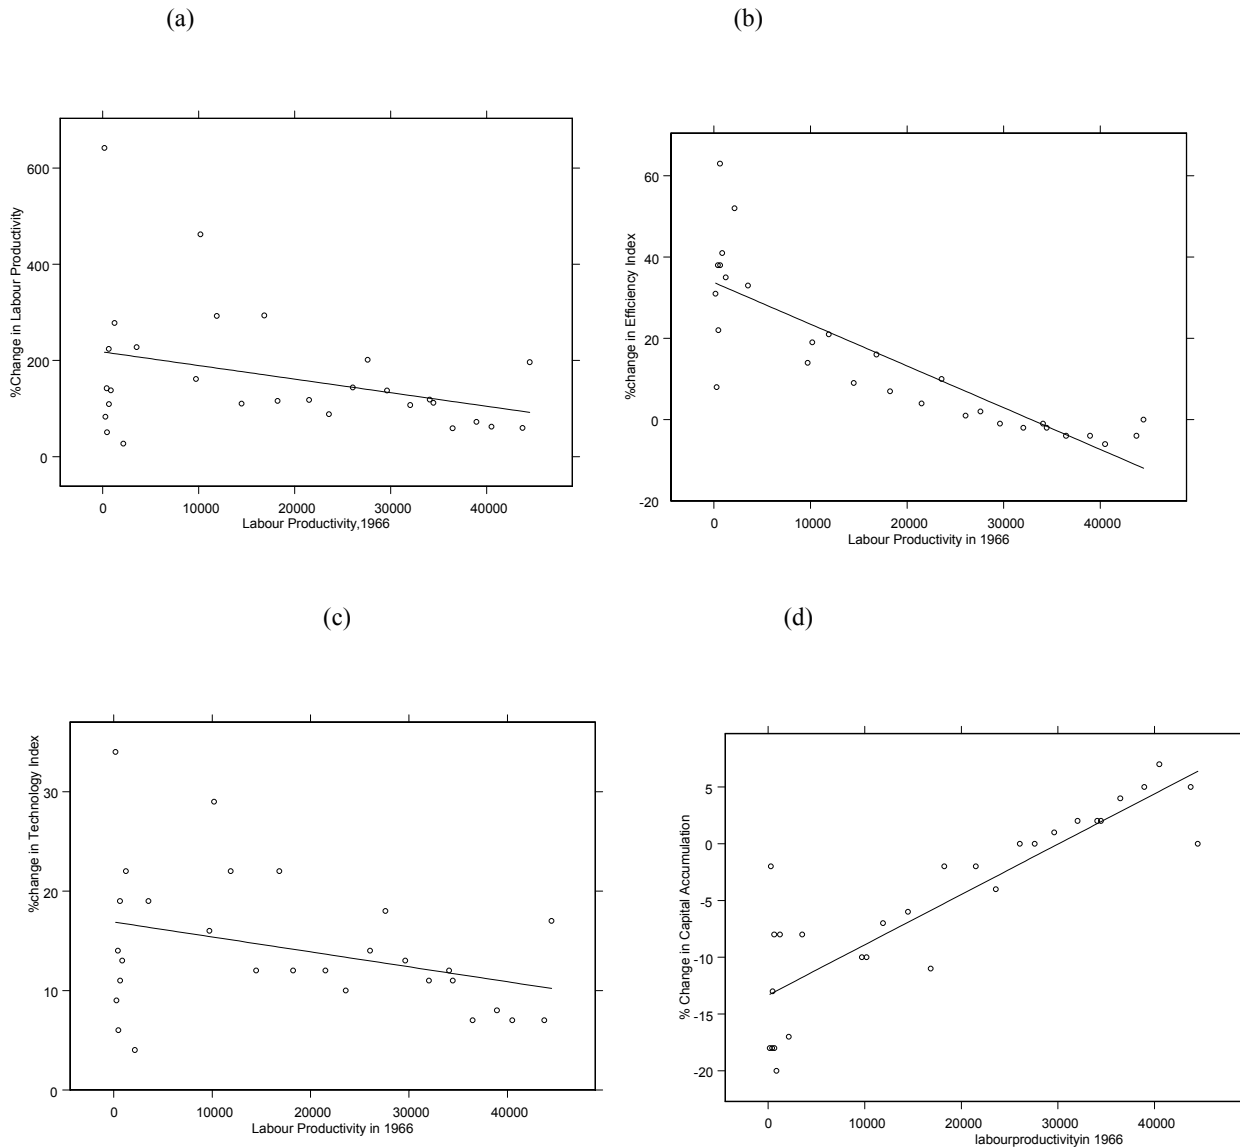 (a)
%Change in Labour Productivity
600
400
200
0
0 10000 20000 30000 40000
Labour Productivity,1966
(b)
%change in Efficiency Index
60
40
20
0
-20
0 10000 20000 30000 40000
Labour Productivity in 1966
(c)
%change in Technology Index
30
20
10
0
0 10000 20000 30000 40000
Labour Productivity in 1966
(d)
% Change in Capital Accumulation
5
0
-5
-10
-15
-20
0 10000 20000 30000 40000
labourproductivityin 1966